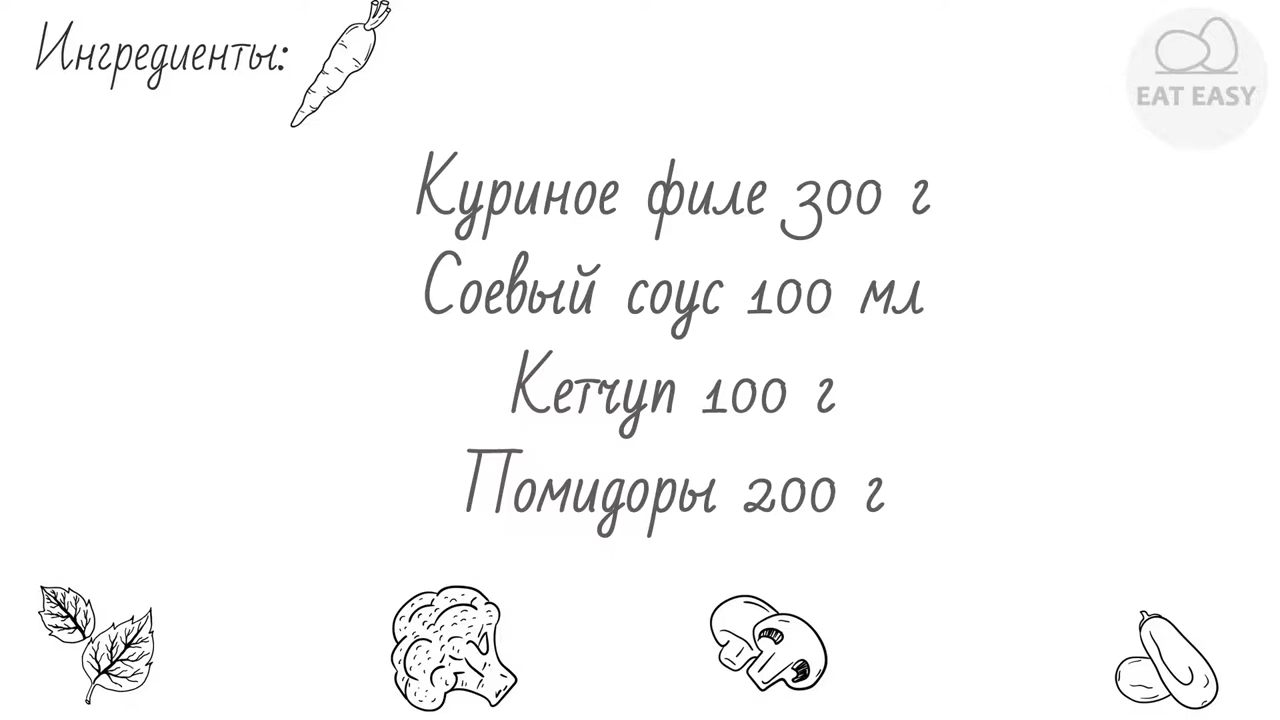 Ингредиенты:
EAT EASY
Куриное филе 300 г
Соевый соус 100 мл
Кетчуп 100 г
Помидоры 200 г